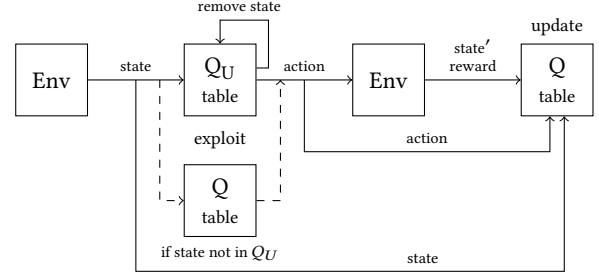 remove state
update
Env
state
Q_U
table
action
Env
state′
reward
Q
table
exploit
action
Q
table
if state not in Q_U
state